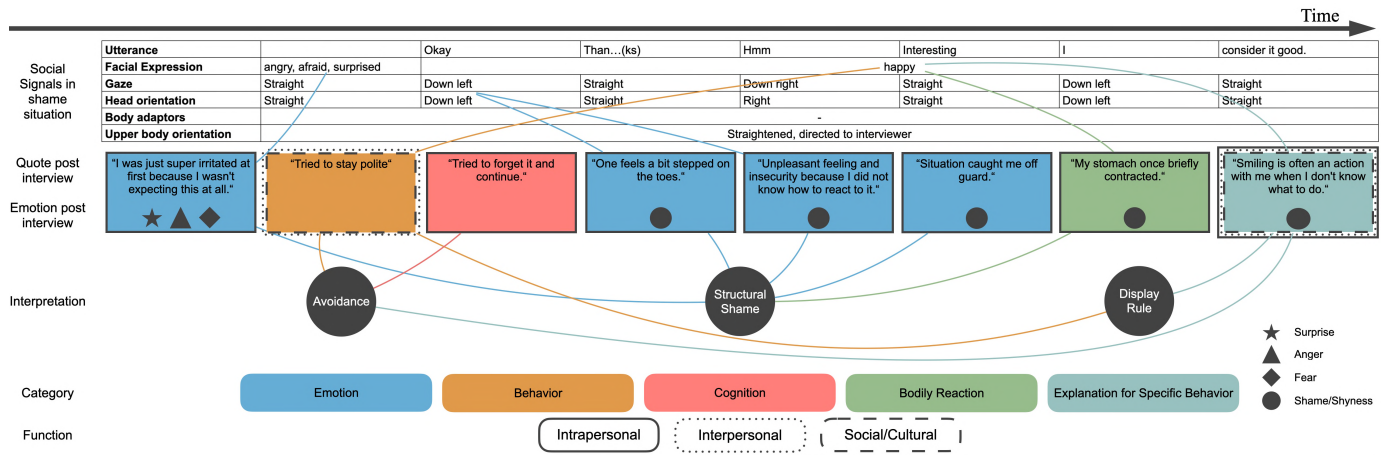 Time
Utterance Okay Than…(ks) Hmm Interesting I consider it good.
Social Signals in shame situation
Facial Expression angry, afraid, surprised happy
Gaze Straight Down left Straight Down right Straight Down left Straight
Head orientation Straight Down left Straight Right Straight Down left Straight
Body adaptors -
Upper body orientation Straightened, directed to interviewer
Quote post interview
“I was just super irritated at
first because I wasn't
expecting this at all.“
“Tried to stay polite“
“Tried to forget it and
continue.“
“One feels a bit stepped on
the toes.“
“Unpleasant feeling and
insecurity because I did not
know how to react to it.“
“Situation caught me off
guard.“
“My stomach once briefly
contracted.“
“Smiling is often an action
with me when I don't know
what to do.“
Emotion post
interview
Interpretation
Avoidance
Structural
Shame
Display
Rule
Surprise
Anger
Fear
Shame/Shyness
Category Emotion Behavior Cognition Bodily Reaction Explanation for Specific Behavior
Function Intrapersonal Interpersonal Social/Cultural